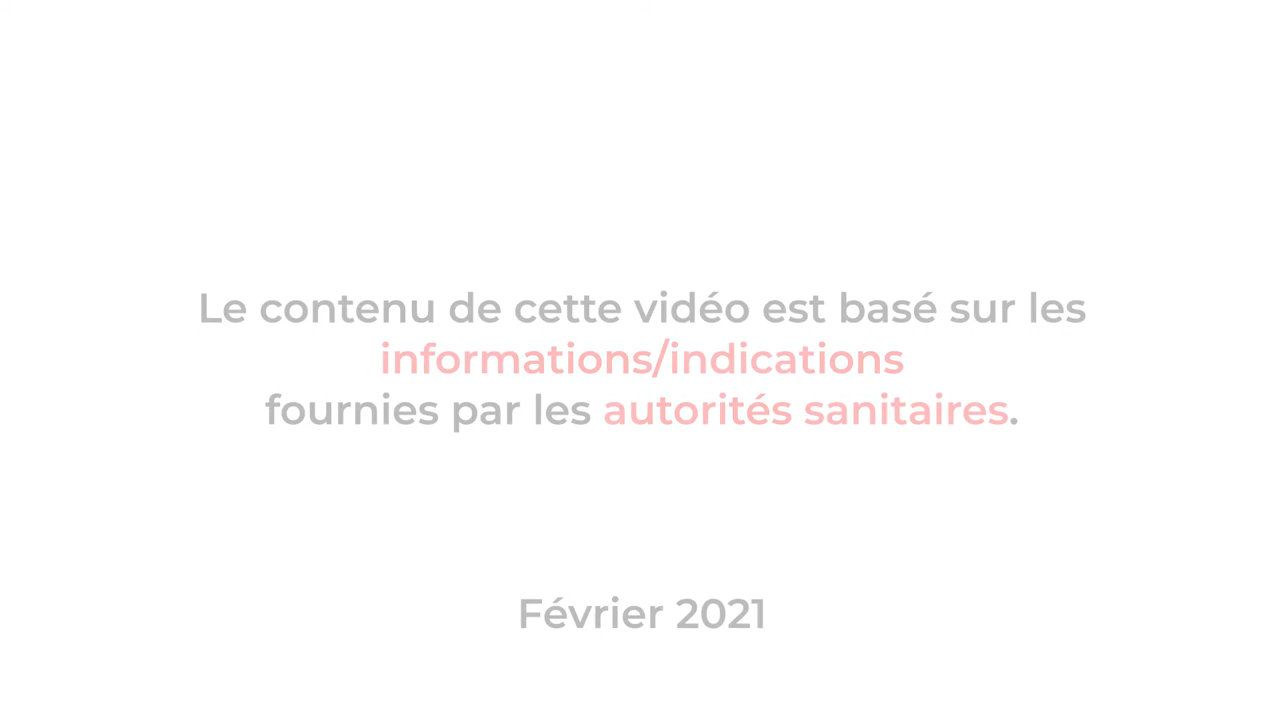 Le contenu de cette vidéo est basé sur les
informations/indications
fournies par les autorités sanitaires.
Février 2021